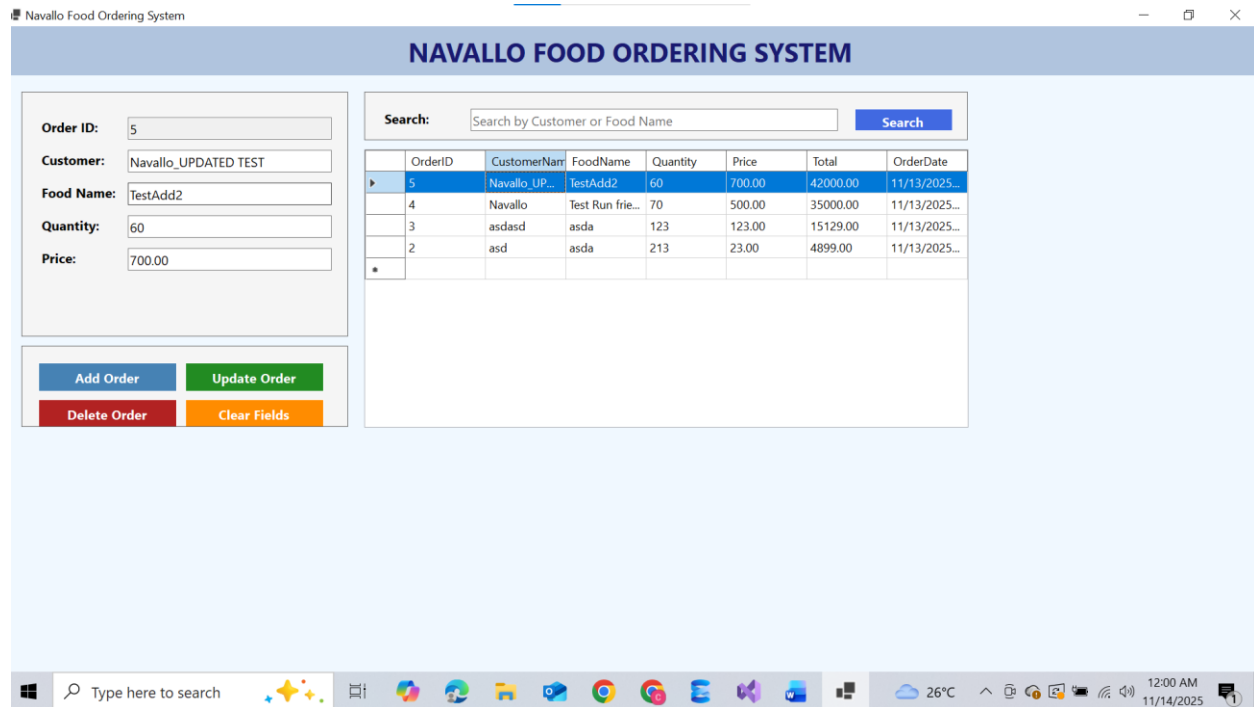 Navallo Food Ordering System
NAVALLO FOOD ORDERING SYSTEM
Order ID: 5
Customer: Navallo_UPDATED TEST
Food Name: TestAdd2
Quantity: 60
Price: 700.00
Add Order Update Order
Delete Order Clear Fields
Search: Search by Customer or Food Name Search
OrderID CustomerNam FoodName Quantity Price Total OrderDate
5 Navallo_UP... TestAdd2 60 700.00 42000.00 11/13/2025...
4 Navallo Test Run frie... 70 500.00 35000.00 11/13/2025...
3 asdasd asda 123 123.00 15129.00 11/13/2025...
2 asd asda 213 23.00 4899.00 11/13/2025...
Type here to search
26°C
12:00 AM
11/14/2025
1